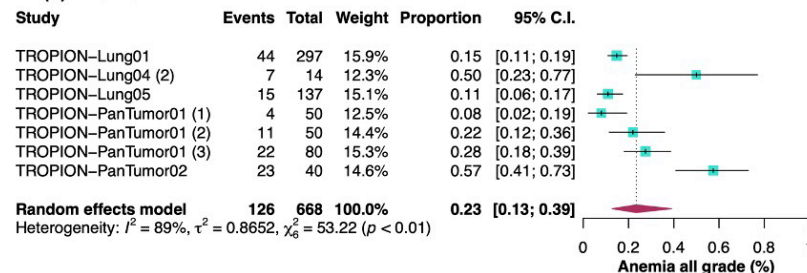 Study Events Total Weight Proportion 95% C.I.
TROPION−Lung01 44 297 15.9% 0.15 [0.11; 0.19]
TROPION−Lung04 (2) 7 14 12.3% 0.50 [0.23; 0.77]
TROPION−Lung05 15 137 15.1% 0.11 [0.06; 0.17]
TROPION−PanTumor01 (1) 4 50 12.5% 0.08 [0.02; 0.19]
TROPION−PanTumor01 (2) 11 50 14.4% 0.22 [0.12; 0.36]
TROPION−PanTumor01 (3) 22 80 15.3% 0.28 [0.18; 0.39]
TROPION−PanTumor02 23 40 14.6% 0.57 [0.41; 0.73]
Random effects model 126 668 100.0% 0.23 [0.13; 0.39]
Heterogeneity: I² = 89%, τ² = 0.8652, χ²₆ = 53.22 (p < 0.01)
0 0.2 0.4 0.6 0.8
Anemia all grade (%)